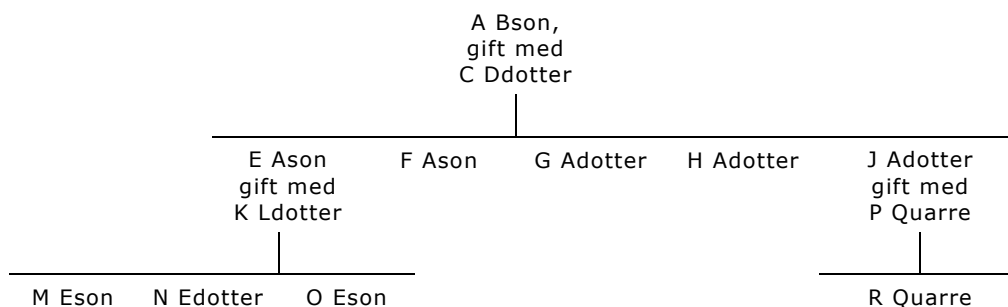 A Bson,
gift med
C Ddotter
E Ason
gift med
K Ldotter
F Ason
G Adotter
H Adotter
J Adotter
gift med
P Quarre
M Eson
N Edotter
O Eson
R Quarre